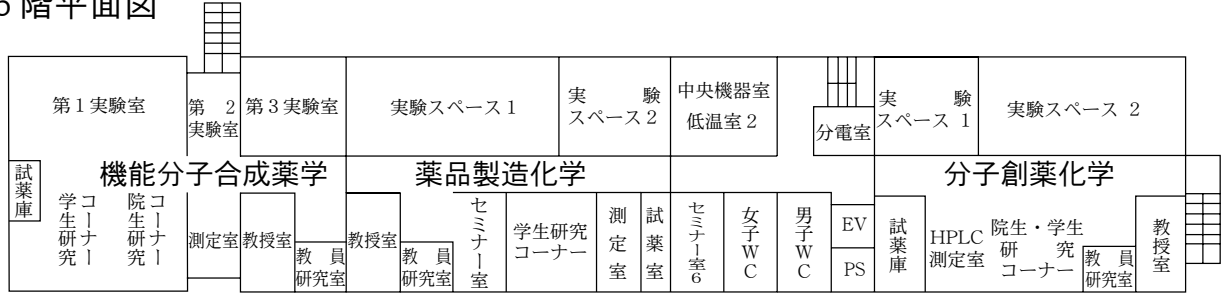 階平面図
第1実験室
第 2
実験室
第3実験室
実験スペース1
実 験
スペース2
中央機器室
低温室2
分電室
実 験
スペース 1
実験スペース 2
試薬庫
機能分子合成薬学
薬品製造化学
分子創薬化学
学生研究
コーナー
院生研究
コーナー
測定室
教授室
教 員
研究室
教授室
教 員
研究室
セミナー室
学生研究
コーナー
測定室
試薬室
セミナー室6
女子WC
男子WC
EV
PS
試薬庫
HPLC
測定室
院生・学生
研 究
コーナー
教 員
研究室
教授室